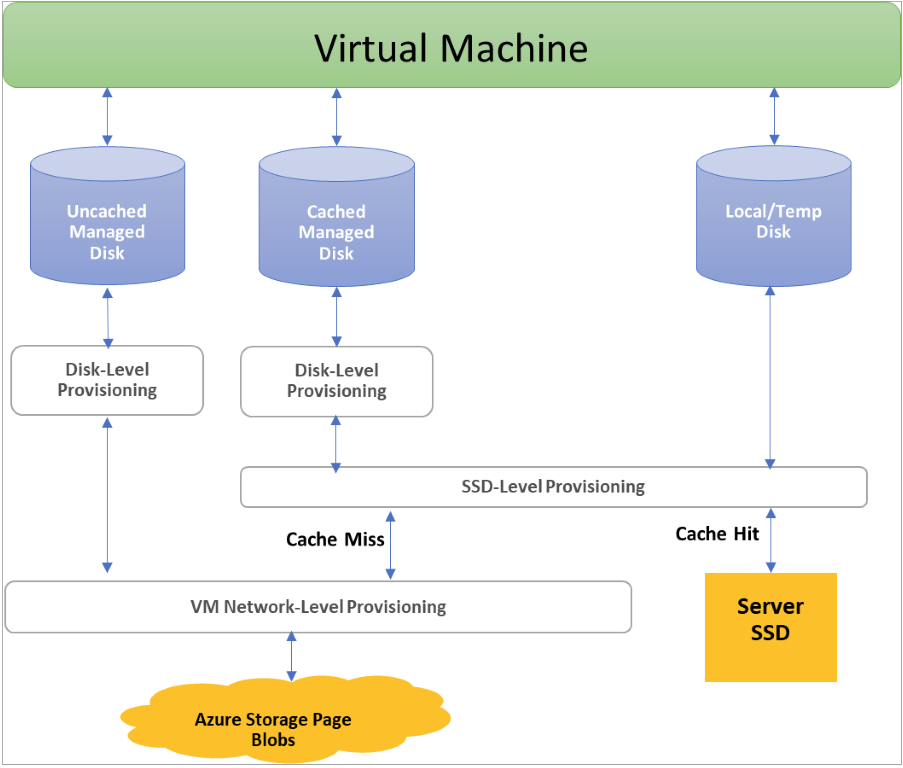 Virtual Machine
Uncached
Managed
Disk
Cached
Managed
Disk
Local/Temp
Disk
Disk-Level
Provisioning
Disk-Level
Provisioning
SSD-Level Provisioning
Cache Miss
Cache Hit
VM Network-Level Provisioning
Server
SSD
Azure Storage Page
Blobs